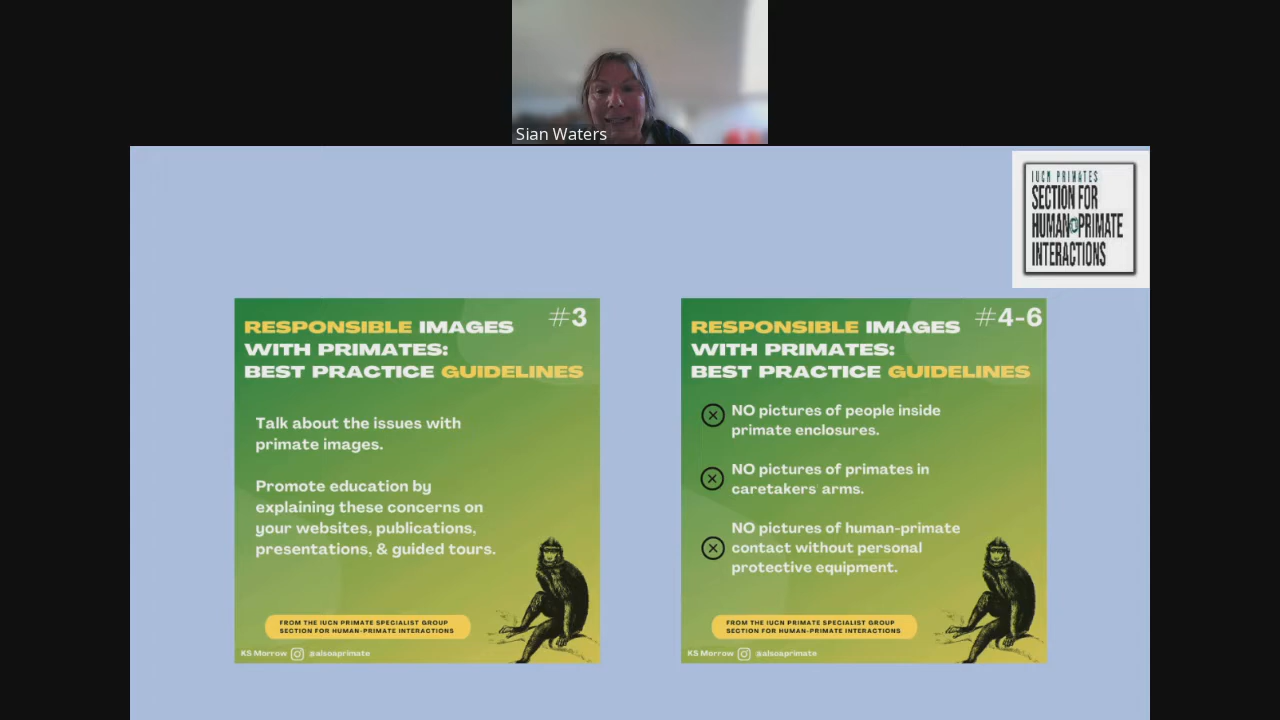 Sian Waters
IUCN PRIMATES
SECTION FOR
HUMAN PRIMATE
INTERACTIONS
#3
RESPONSIBLE IMAGES
WITH PRIMATES:
BEST PRACTICE GUIDELINES
Talk about the issues with
primate images.
Promote education by
explaining these concerns on
your websites, publications,
presentations, & guided tours.
FROM THE IUCN PRIMATE SPECIALIST GROUP
SECTION FOR HUMAN-PRIMATE INTERACTIONS
KS Morrow @alsoaprimate
#4-6
RESPONSIBLE IMAGES
WITH PRIMATES:
BEST PRACTICE GUIDELINES
NO pictures of people inside
primate enclosures.
NO pictures of primates in
caretakers' arms.
NO pictures of human-primate
contact without personal
protective equipment.
FROM THE IUCN PRIMATE SPECIALIST GROUP
SECTION FOR HUMAN-PRIMATE INTERACTIONS
KS Morrow @alsoaprimate